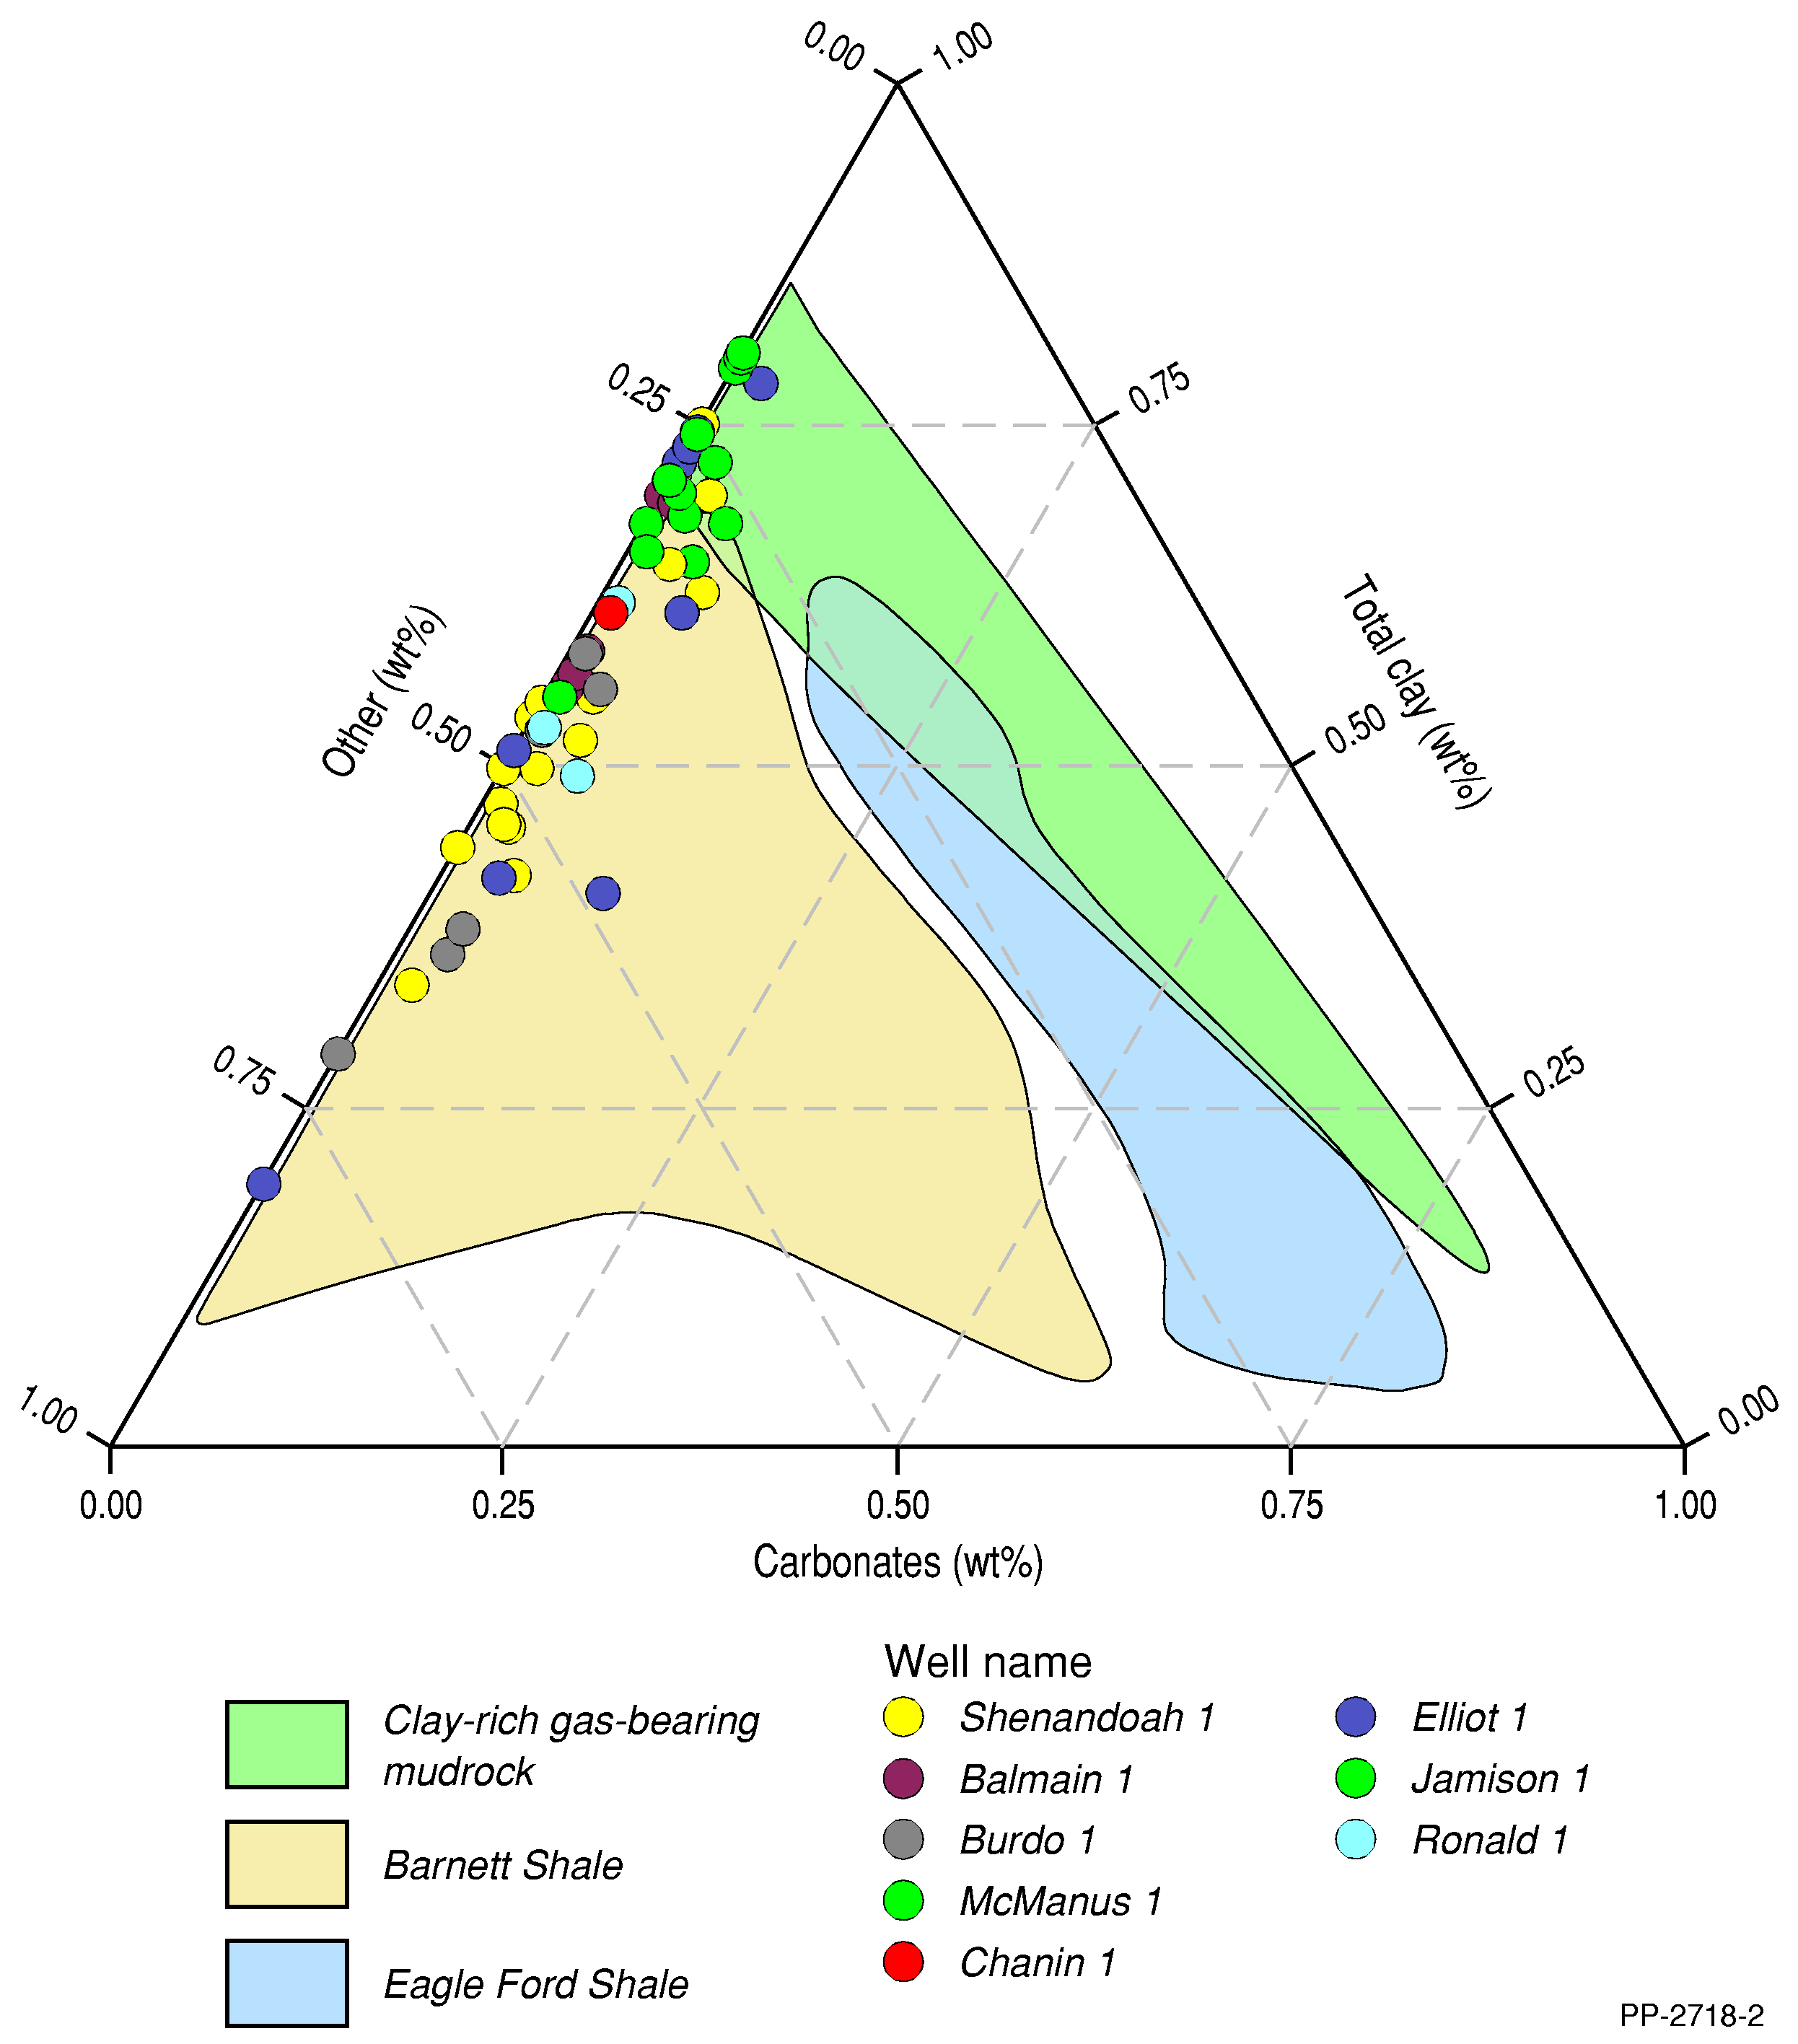 0.00
1.00
0.25
0.75
Other (wt%)
Total clay (wt%)
0.50
0.50
0.75
0.25
1.00
0.00
0.00
0.25
0.50
0.75
1.00
Carbonates (wt%)
Clay-rich gas-bearing
mudrock
Barnett Shale
Eagle Ford Shale
Well name
Shenandoah 1
Balmain 1
Burdo 1
McManus 1
Chanin 1
Elliot 1
Jamison 1
Ronald 1
PP-2718-2